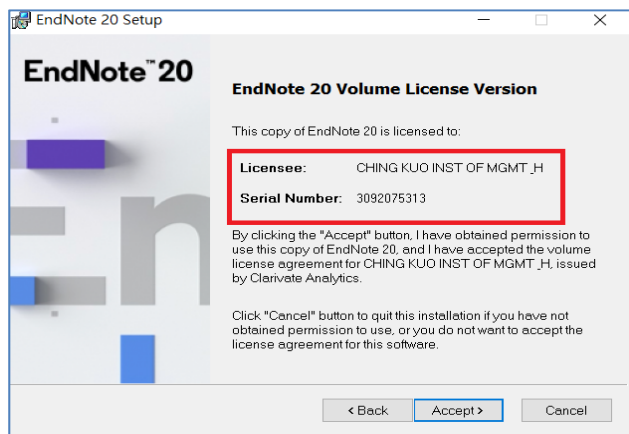 EndNote 20 Setup
EndNote™20
EndNote 20 Volume License Version
This copy of EndNote 20 is licensed to:
Licensee: CHING KUO INST OF MGMT_H
Serial Number: 3092075313
By clicking the "Accept" button, I have obtained permission to
use this copy of EndNote 20, and I have accepted the volume
license agreement for CHING KUO INST OF MGMT_H, issued
by Clarivate Analytics.
Click "Cancel" button to quit this installation if you have not
obtained permission to use, or you do not want to accept the
license agreement for this software.
< Back
Accept >
Cancel